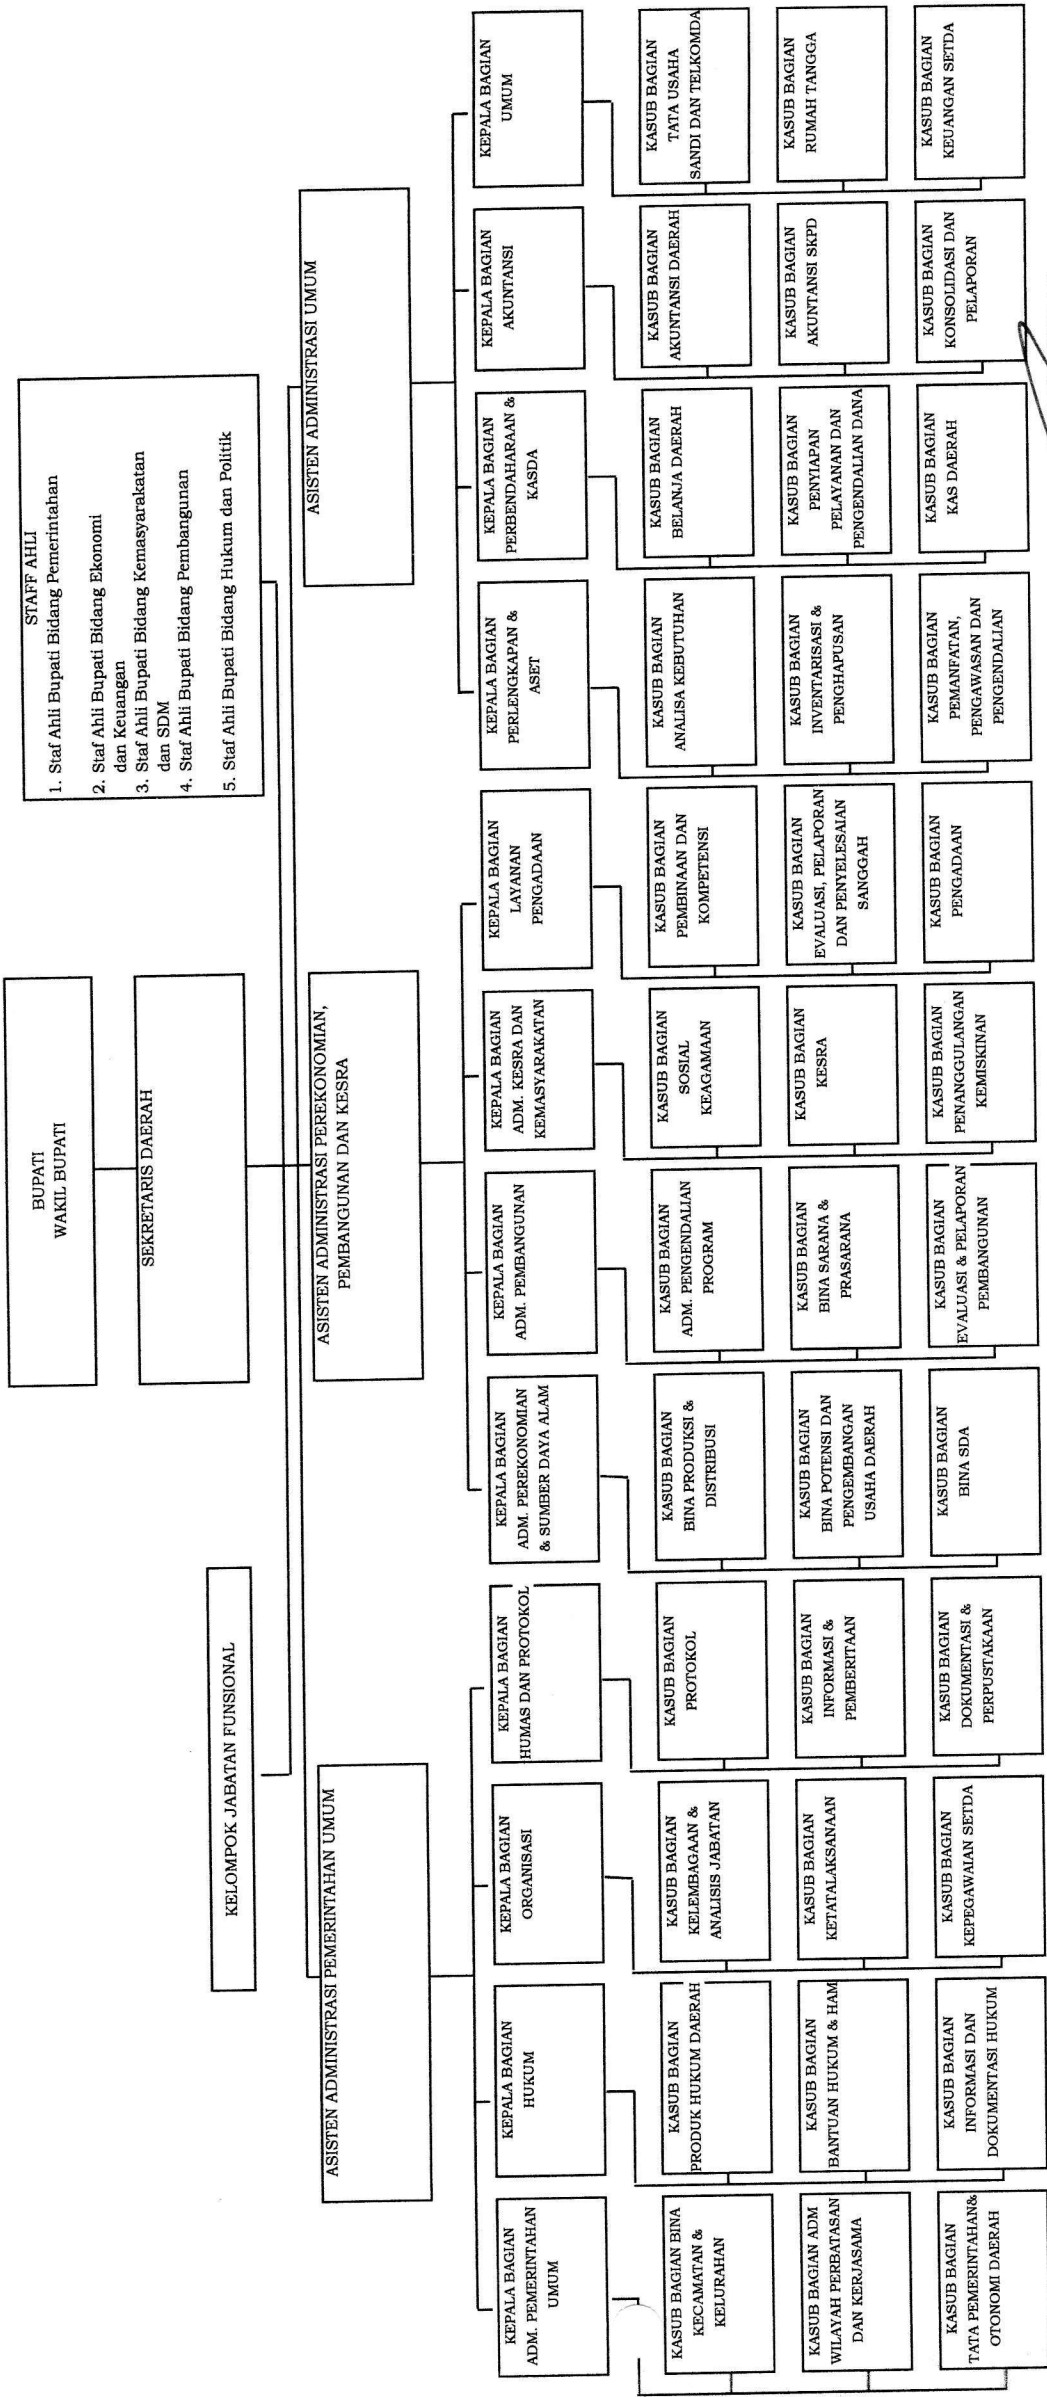 BUPATI
WAKIL BUPATI
SEKRETARIS DAERAH
STAFF AHLI
1. Staf Ahli Bupati Bidang Pemerintahan
2. Staf Ahli Bupati Bidang Ekonomi
dan Keuangan
3. Staf Ahli Bupati Bidang Kemasyarakatan
dan SDM
4. Staf Ahli Bupati Bidang Pembangunan
5. Staf Ahli Bupati Bidang Hukum dan Politik
KELOMPOK JABATAN FUNSIONAL
ASISTEN ADMINISTRASI PEMERINTAHAN UMUM
ASISTEN ADMINISTRASI PEREKONOMIAN,
PEMBANGUNAN DAN KESRA
ASISTEN ADMINISTRASI UMUM
KEPALA BAGIAN
ADM. PEMERINTAHAN
UMUM
KEPALA BAGIAN
HUKUM
KEPALA BAGIAN
ORGANISASI
KEPALA BAGIAN
HUMAS DAN PROTOKOL
KEPALA BAGIAN
ADM. PEREKONOMIAN
& SUMBER DAYA ALAM
KEPALA BAGIAN
ADM. PEMBANGUNAN
KEPALA BAGIAN
ADM. KESRA DAN
KEMASYARAKATAN
KEPALA BAGIAN
LAYANAN
PENGADAAN
KEPALA BAGIAN
PERLENGKAPAN &
ASET
KEPALA BAGIAN
PERBENDAHARAAN &
KASDA
KEPALA BAGIAN
AKUNTANSI
KEPALA BAGIAN
UMUM
KASUB BAGIAN BINA
KECAMATAN &
KELURAHAN
KASUB BAGIAN
PRODUK HUKUM DAERAH
KASUB BAGIAN
KELEMBAGAAN &
ANALISIS JABATAN
KASUB BAGIAN
PROTOKOL
KASUB BAGIAN
BINA PRODUKSI &
DISTRIBUSI
KASUB BAGIAN
ADM. PENGENDALIAN
PROGRAM
KASUB BAGIAN
SOSIAL
KEAGAMAAN
KASUB BAGIAN
PEMBINAAN DAN
KOMPETENSI
KASUB BAGIAN
ANALISA KEBUTUHAN
KASUB BAGIAN
BELANJA DAERAH
KASUB BAGIAN
AKUNTANSI DAERAH
KASUB BAGIAN
TATA USAHA
SANDI DAN TELKOMDA
KASUB BAGIAN ADM
WILAYAH PERBATASAN
DAN KERJASAMA
KASUB BAGIAN
BANTUAN HUKUM & HAM
KASUB BAGIAN
KETATALAKSANAAN
KASUB BAGIAN
INFORMASI &
PEMBERITAAN
KASUB BAGIAN
BINA POTENSI DAN
PENGEMBANGAN
USAHA DAERAH
KASUB BAGIAN
BINA SARANA &
PRASARANA
KASUB BAGIAN
KESRA
KASUB BAGIAN
EVALUASI, PELAPORAN
DAN PENYELESAIAN
SANGGAH
KASUB BAGIAN
INVENTARISASI &
PENGHAPUSAN
KASUB BAGIAN
PENYIAPAN
PELAYANAN DAN
PENGENDALIAN DANA
KASUB BAGIAN
AKUNTANSI SKPD
KASUB BAGIAN
RUMAH TANGGA
KASUB BAGIAN
TATA PEMERINTAHAN&
OTONOMI DAERAH
KASUB BAGIAN
INFORMASI DAN
DOKUMENTASI HUKUM
KASUB BAGIAN
KEPEGAWAIAN SETDA
KASUB BAGIAN
DOKUMENTASI &
PERPUSTAKAAN
KASUB BAGIAN
BINA SDA
KASUB BAGIAN
EVALUASI & PELAPORAN
PEMBANGUNAN
KASUB BAGIAN
PENANGGULANGAN
KEMISKINAN
KASUB BAGIAN
PENGADAAN
KASUB BAGIAN
PEMANFATAN,
PENGAWASAN DAN
PENGENDALIAN
KASUB BAGIAN
KAS DAERAH
KASUB BAGIAN
KONSOLIDASI DAN
PELAPORAN
KASUB BAGIAN
KEUANGAN SETDA